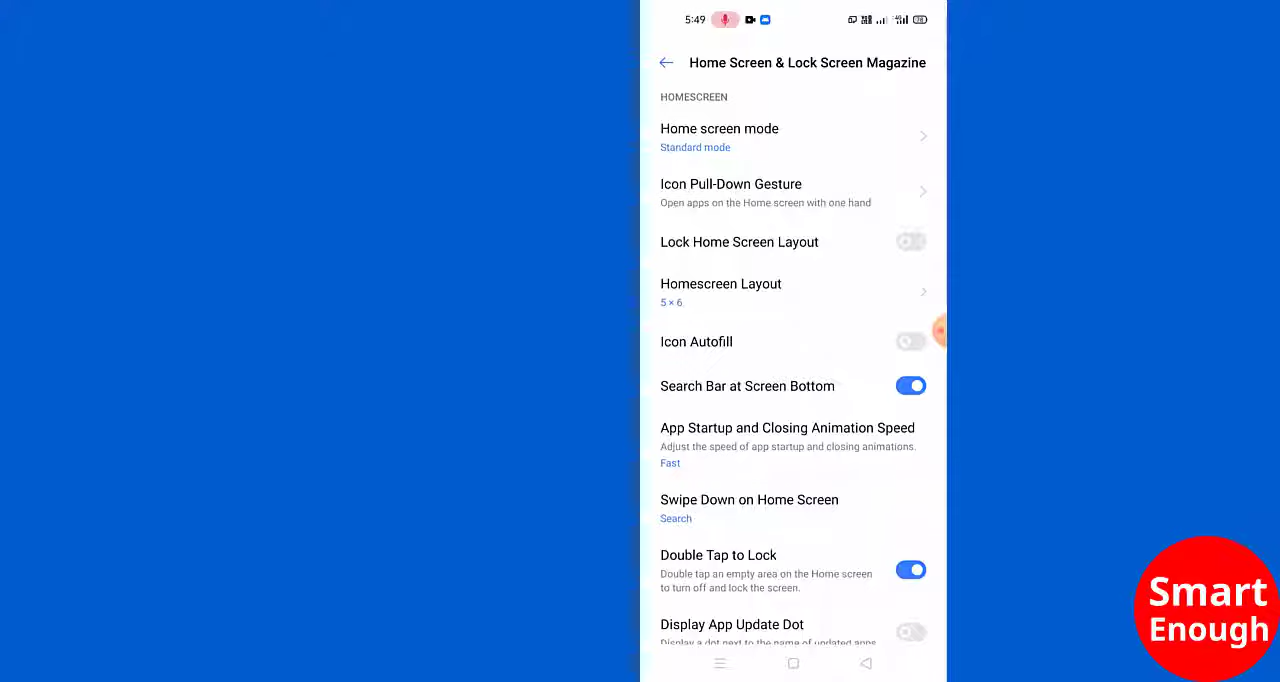 5:49
Home Screen & Lock Screen Magazine
HOMESCREEN
Home screen mode
Standard mode
Icon Pull-Down Gesture
Open apps on the Home screen with one hand
Lock Home Screen Layout
Homescreen Layout
5 × 6
Icon Autofill
Search Bar at Screen Bottom
App Startup and Closing Animation Speed
Adjust the speed of app startup and closing animations.
Fast
Swipe Down on Home Screen
Search
Double Tap to Lock
Double tap an empty area on the Home screen
to turn off and lock the screen.
Display App Update Dot
Display a dot next to the name of updated apps
Smart
Enough